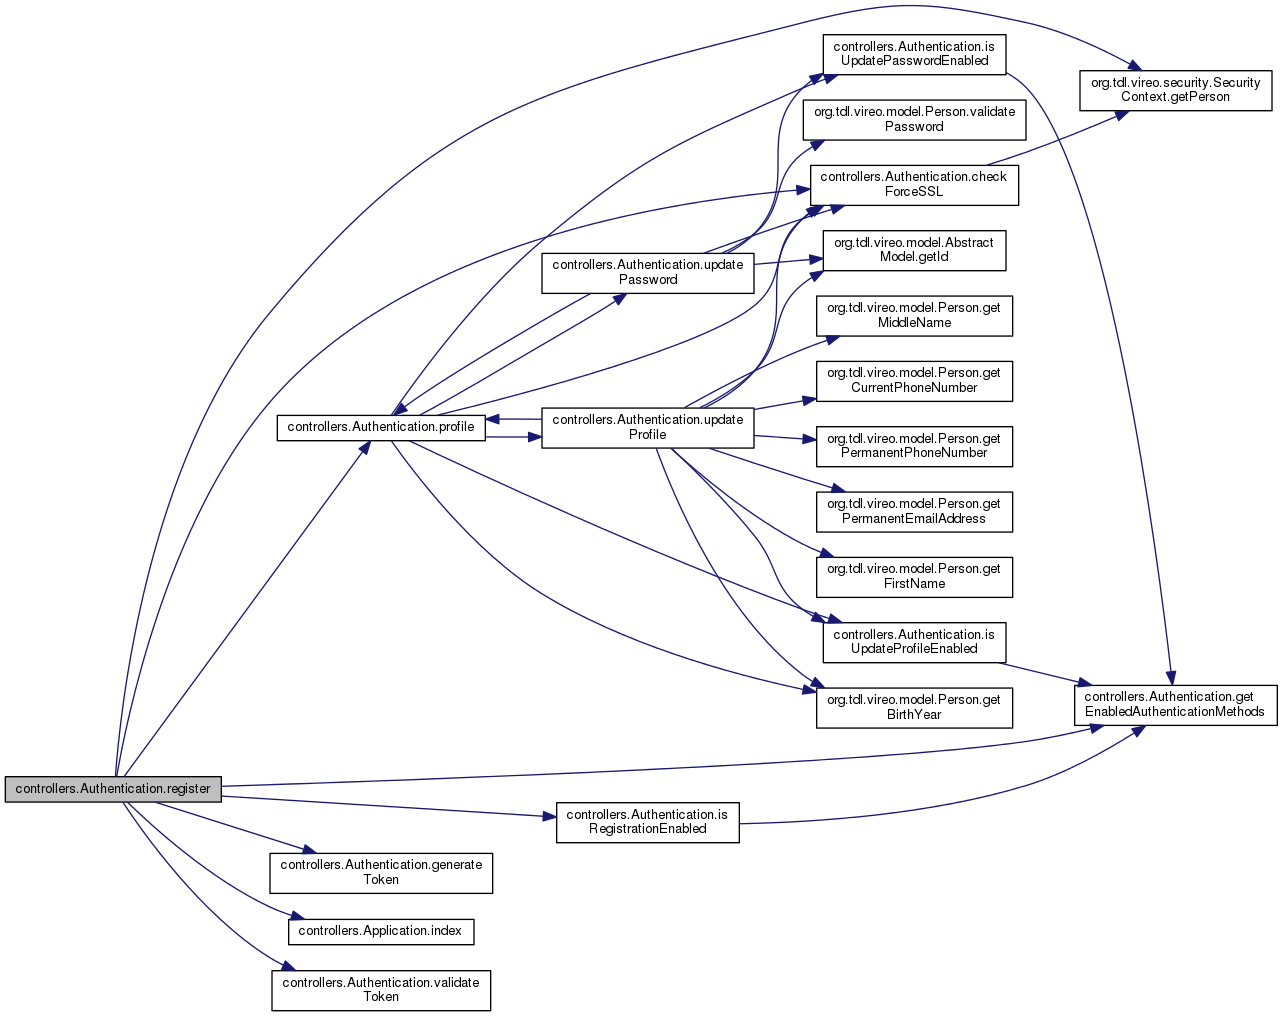 controllers.Authentication.is
UpdatePasswordEnabled
org.tdl.vireo.security.Security
Context.getPerson
org.tdl.vireo.model.Person.validate
Password
controllers.Authentication.check
ForceSSL
org.tdl.vireo.model.Abstract
Model.getId
controllers.Authentication.update
Password
org.tdl.vireo.model.Person.get
MiddleName
org.tdl.vireo.model.Person.get
CurrentPhoneNumber
controllers.Authentication.profile
controllers.Authentication.update
Profile
org.tdl.vireo.model.Person.get
PermanentPhoneNumber
org.tdl.vireo.model.Person.get
PermanentEmailAddress
org.tdl.vireo.model.Person.get
FirstName
controllers.Authentication.is
UpdateProfileEnabled
org.tdl.vireo.model.Person.get
BirthYear
controllers.Authentication.get
EnabledAuthenticationMethods
controllers.Authentication.register
controllers.Authentication.is
RegistrationEnabled
controllers.Authentication.generate
Token
controllers.Application.index
controllers.Authentication.validate
Token